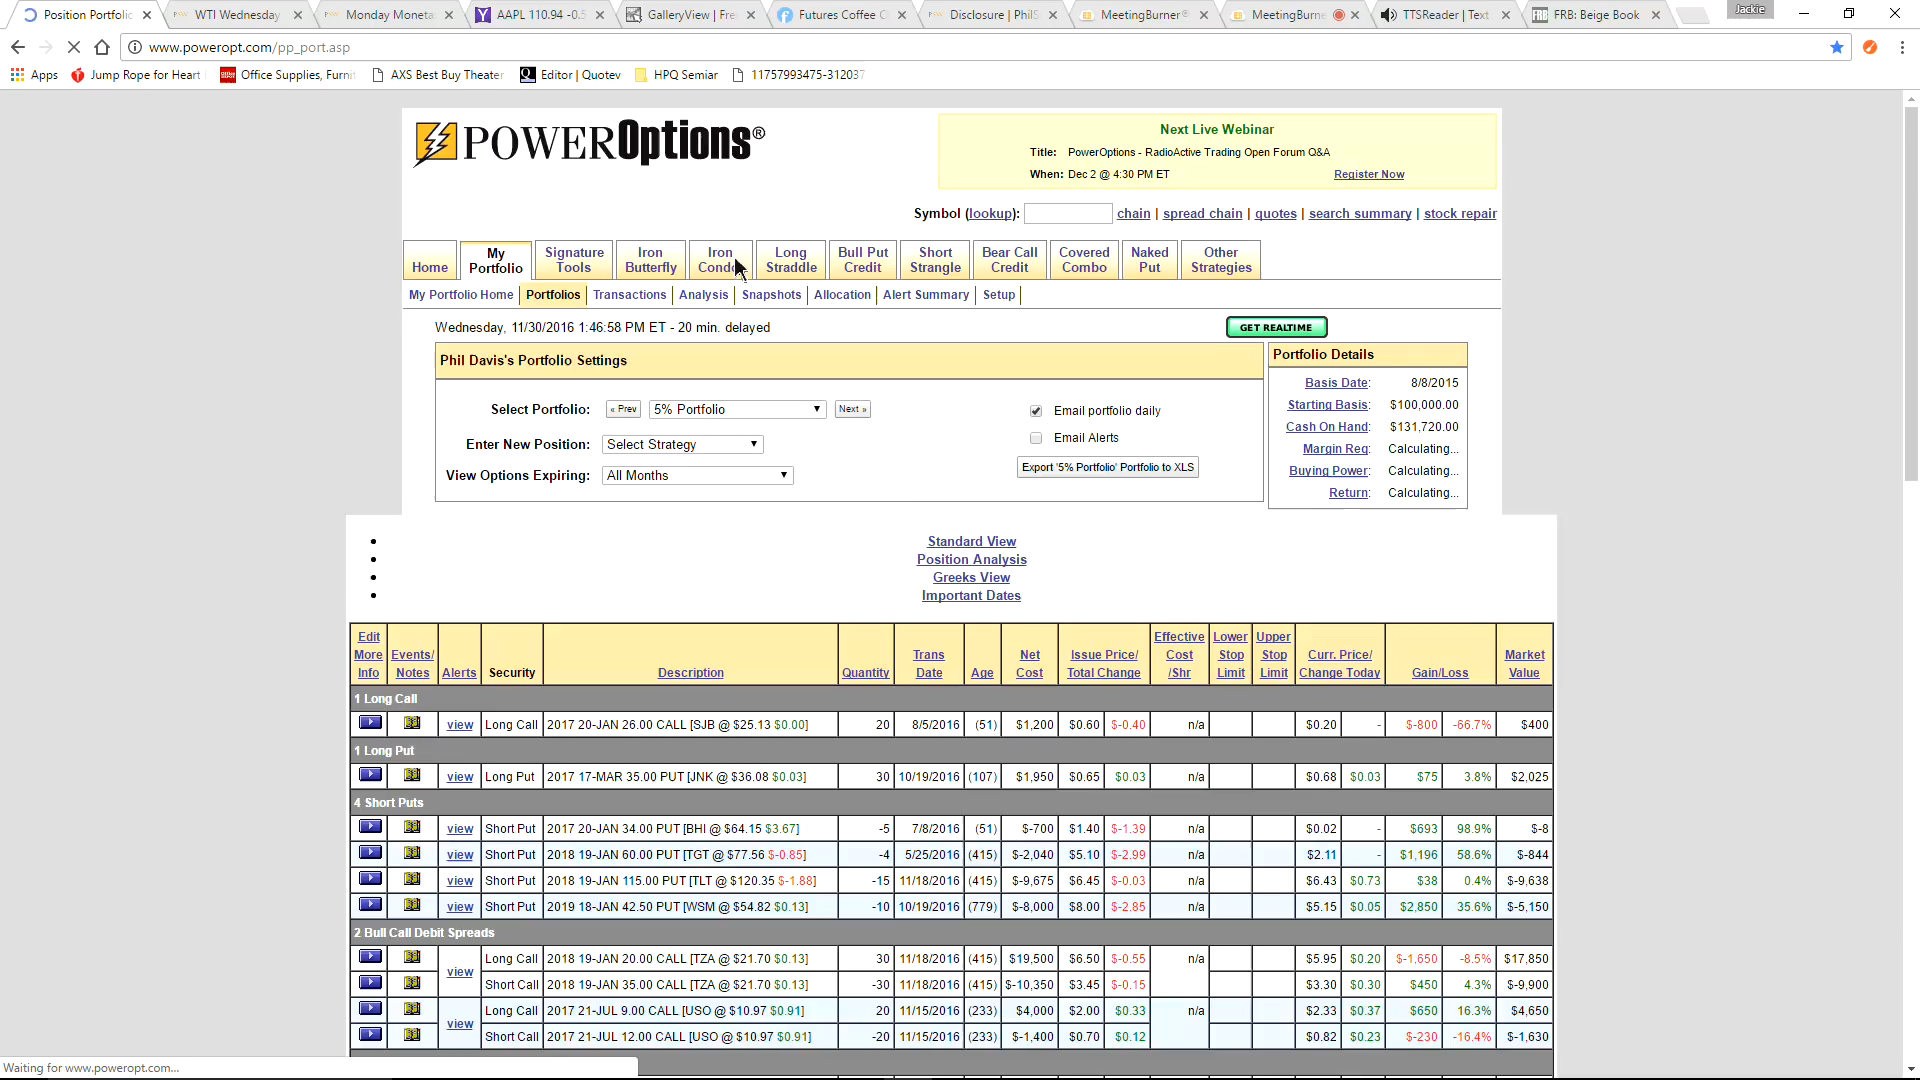 Position Portfolio
WTI Wednesday
Monday Moneta
AAPL 110.94 -0.5
GalleryView | Fre
Futures Coffee C
Disclosure | PhilS
MeetingBurner®
MeetingBurne
TTSReader | Text
FRB: Beige Book
Jackie
www.poweropt.com/pp_port.asp
Apps
Jump Rope for Heart
Office Supplies, Furni
AXS Best Buy Theater
Editor | Quotev
HPQ Semiar
11757993475-312037
POWEROptions®
Next Live Webinar
Title: PowerOptions - RadioActive Trading Open Forum Q&A
When: Dec 2 @ 4:30 PM ET Register Now
Symbol (lookup): chain | spread chain | quotes | search summary | stock repair
Home
My Portfolio
Signature Tools
Iron Butterfly
Iron Condo
Long Straddle
Bull Put Credit
Short Strangle
Bear Call Credit
Covered Combo
Naked Put
Other Strategies
My Portfolio Home | Portfolios | Transactions | Analysis | Snapshots | Allocation | Alert Summary | Setup |
Wednesday, 11/30/2016 1:46:58 PM ET - 20 min. delayed
GET REALTIME
Phil Davis's Portfolio Settings
Select Portfolio: « Prev 5% Portfolio Next »
Enter New Position: Select Strategy
View Options Expiring: All Months
Email portfolio daily
Email Alerts
Export '5% Portfolio' Portfolio to XLS
Portfolio Details
Basis Date: 8/8/2015
Starting Basis: $100,000.00
Cash On Hand: $131,720.00
Margin Req: Calculating...
Buying Power: Calculating...
Return: Calculating...
Standard View
Position Analysis
Greeks View
Important Dates
Edit More Info
Events/ Notes
Alerts
Security
Description
Quantity
Trans Date
Age
Net Cost
Issue Price/ Total Change
Effective Cost /Shr
Lower Stop Limit
Upper Stop Limit
Curr. Price/ Change Today
Gain/Loss
Market Value
1 Long Call
view Long Call 2017 20-JAN 26.00 CALL [SJB @ $25.13 $0.00] 20 8/5/2016 (51) $1,200 $0.60 $-0.40 n/a $0.20 - $-800 -66.7% $400
1 Long Put
view Long Put 2017 17-MAR 35.00 PUT [JNK @ $36.08 $0.03] 30 10/19/2016 (107) $1,950 $0.65 $0.03 n/a $0.68 $0.03 $75 3.8% $2,025
4 Short Puts
view Short Put 2017 20-JAN 34.00 PUT [BHI @ $64.15 $3.67] -5 7/8/2016 (51) $-700 $1.40 $-1.39 n/a $0.02 - $693 98.9% $-8
view Short Put 2018 19-JAN 60.00 PUT [TGT @ $77.56 $-0.85] -4 5/25/2016 (415) $-2,040 $5.10 $-2.99 n/a $2.11 - $1,196 58.6% $-844
view Short Put 2018 19-JAN 115.00 PUT [TLT @ $120.35 $-1.88] -15 11/18/2016 (415) $-9,675 $6.45 $-0.03 n/a $6.43 $0.73 $38 0.4% $-9,638
view Short Put 2019 18-JAN 42.50 PUT [WSM @ $54.82 $0.13] -10 10/19/2016 (779) $-8,000 $8.00 $-2.85 n/a $5.15 $0.05 $2,850 35.6% $-5,150
2 Bull Call Debit Spreads
view Long Call 2018 19-JAN 20.00 CALL [TZA @ $21.70 $0.13] 30 11/18/2016 (415) $19,500 $6.50 $-0.55 n/a $5.95 $0.20 $-1,650 -8.5% $17,850
Short Call 2018 19-JAN 35.00 CALL [TZA @ $21.70 $0.13] -30 11/18/2016 (415) $-10,350 $3.45 $-0.15 $3.30 $0.30 $450 4.3% $-9,900
view Long Call 2017 21-JUL 9.00 CALL [USO @ $10.97 $0.91] 20 11/15/2016 (233) $4,000 $2.00 $0.33 n/a $2.33 $0.37 $650 16.3% $4,650
Short Call 2017 21-JUL 12.00 CALL [USO @ $10.97 $0.91] -20 11/15/2016 (233) $-1,400 $0.70 $0.12 $0.82 $0.23 $-230 -16.4% $-1,630
Waiting for www.poweropt.com...